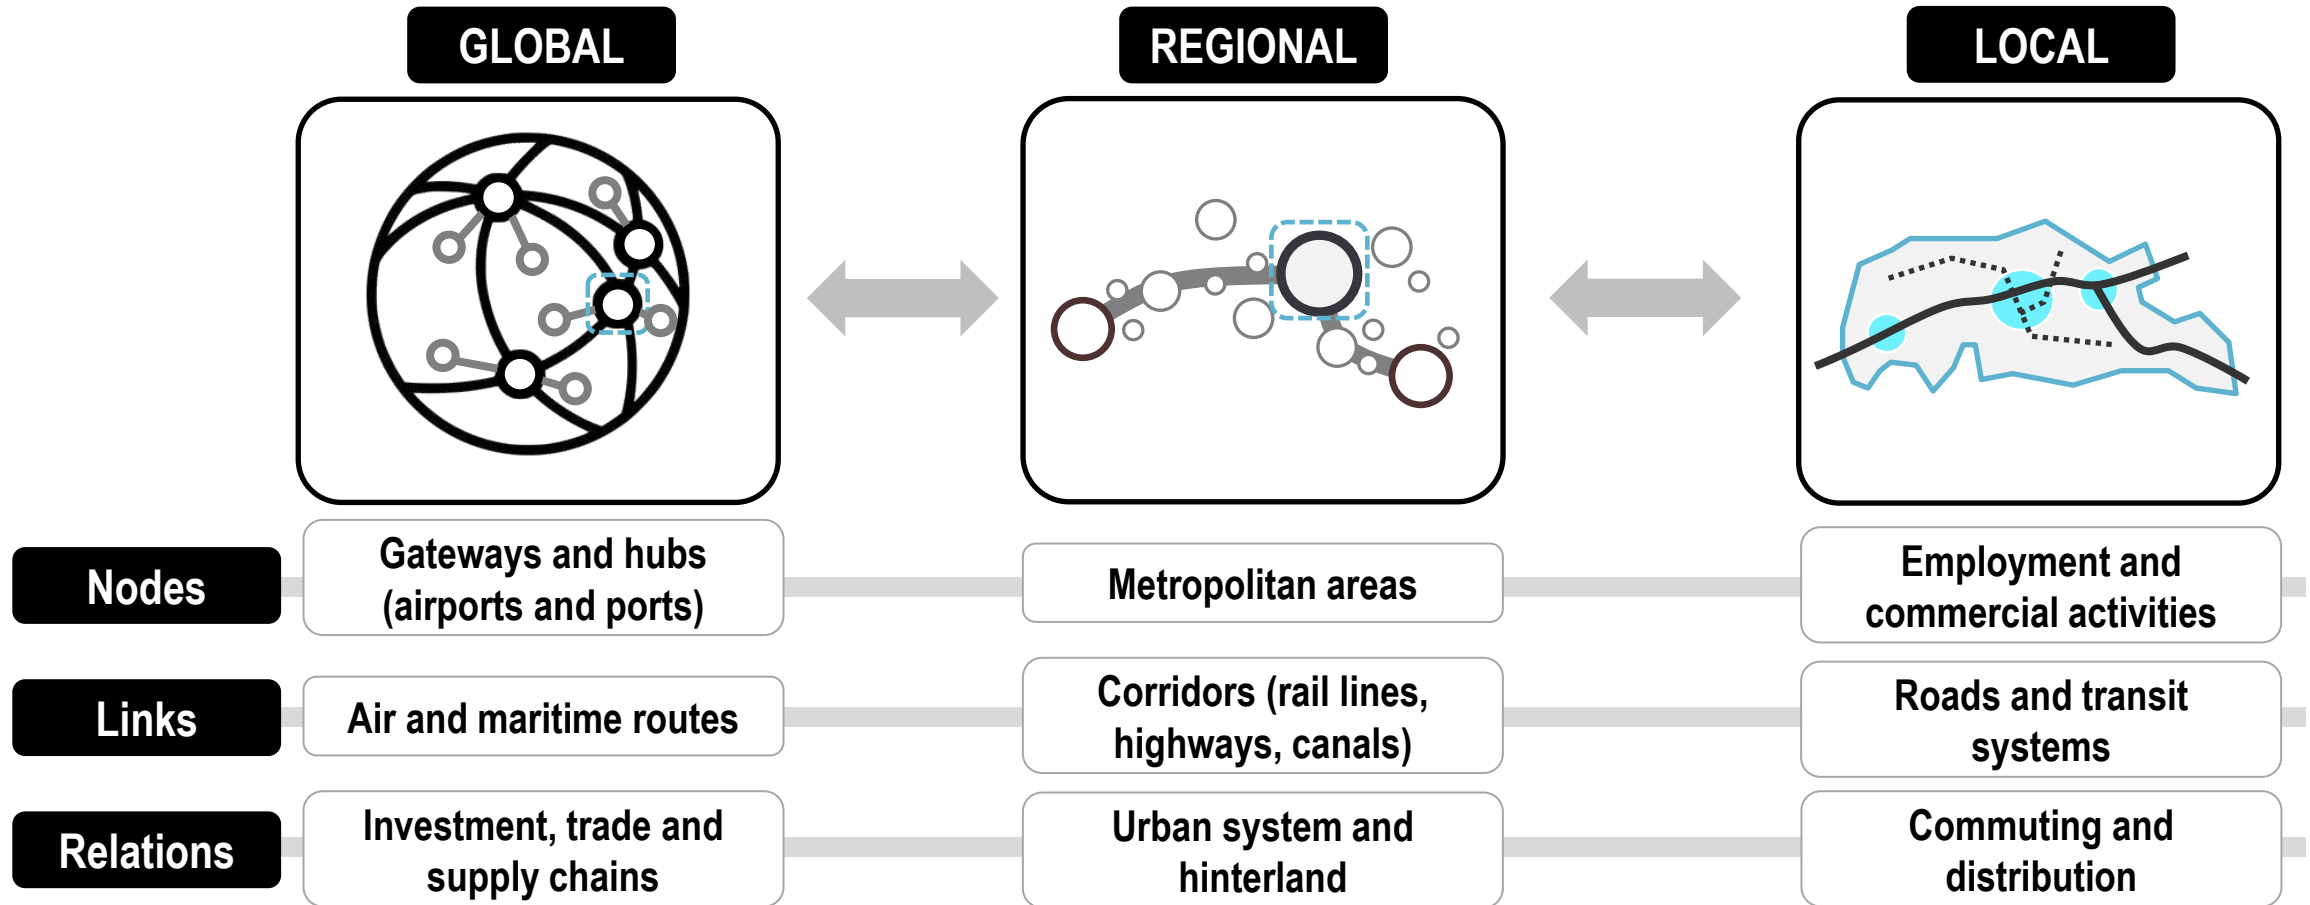 GLOBAL
REGIONAL
LOCAL
Nodes
Gateways and hubs
(airports and ports)
Metropolitan areas
Employment and
commercial activities
Links
Air and maritime routes
Corridors (rail lines,
highways, canals)
Roads and transit
systems
Relations
Investment, trade and
supply chains
Urban system and
hinterland
Commuting and
distribution